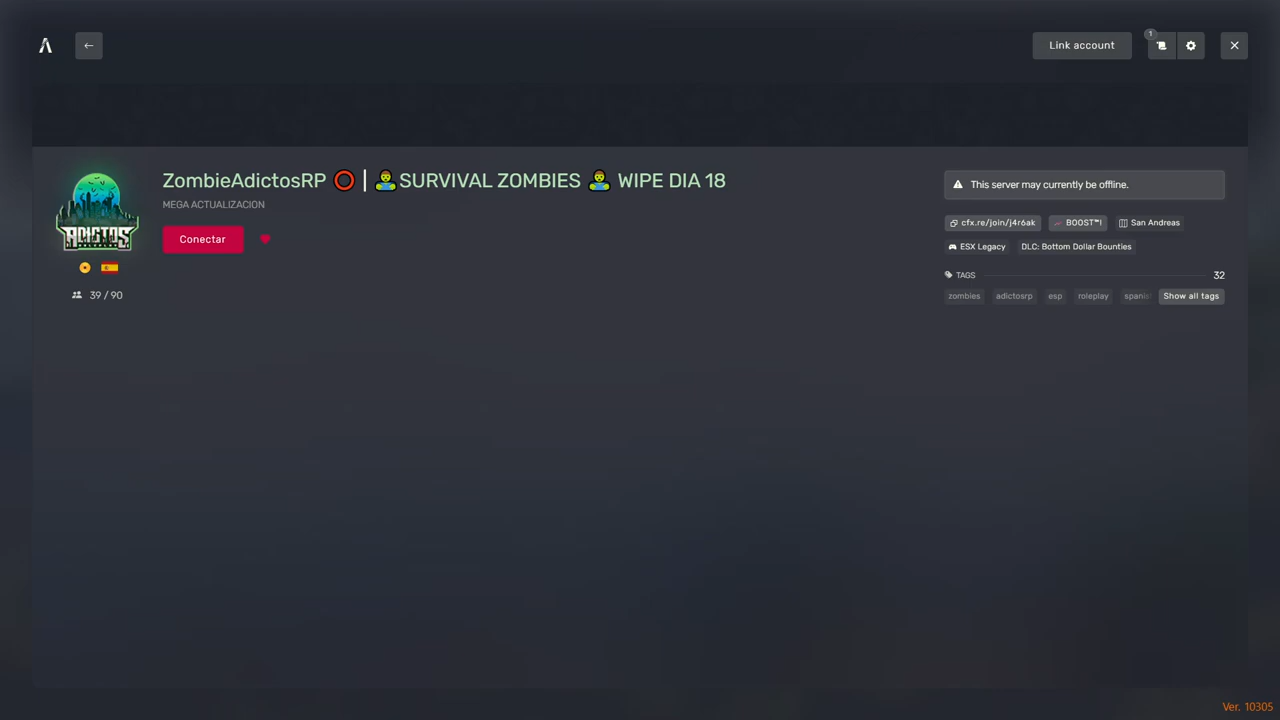 Link account
1
ZombieAdictosRP ⭕ | 🧟‍♂️SURVIVAL ZOMBIES 🧟‍♂️ WIPE DIA 18
MEGA ACTUALIZACION
Conectar
ADICTOS
39 / 90
This server may currently be offline.
cfx.re/join/j4r6ak
BOOST™!
San Andreas
ESX Legacy
DLC: Bottom Dollar Bounties
TAGS
32
zombies
adictosrp
esp
roleplay
spanis
Show all tags
Ver. 10305